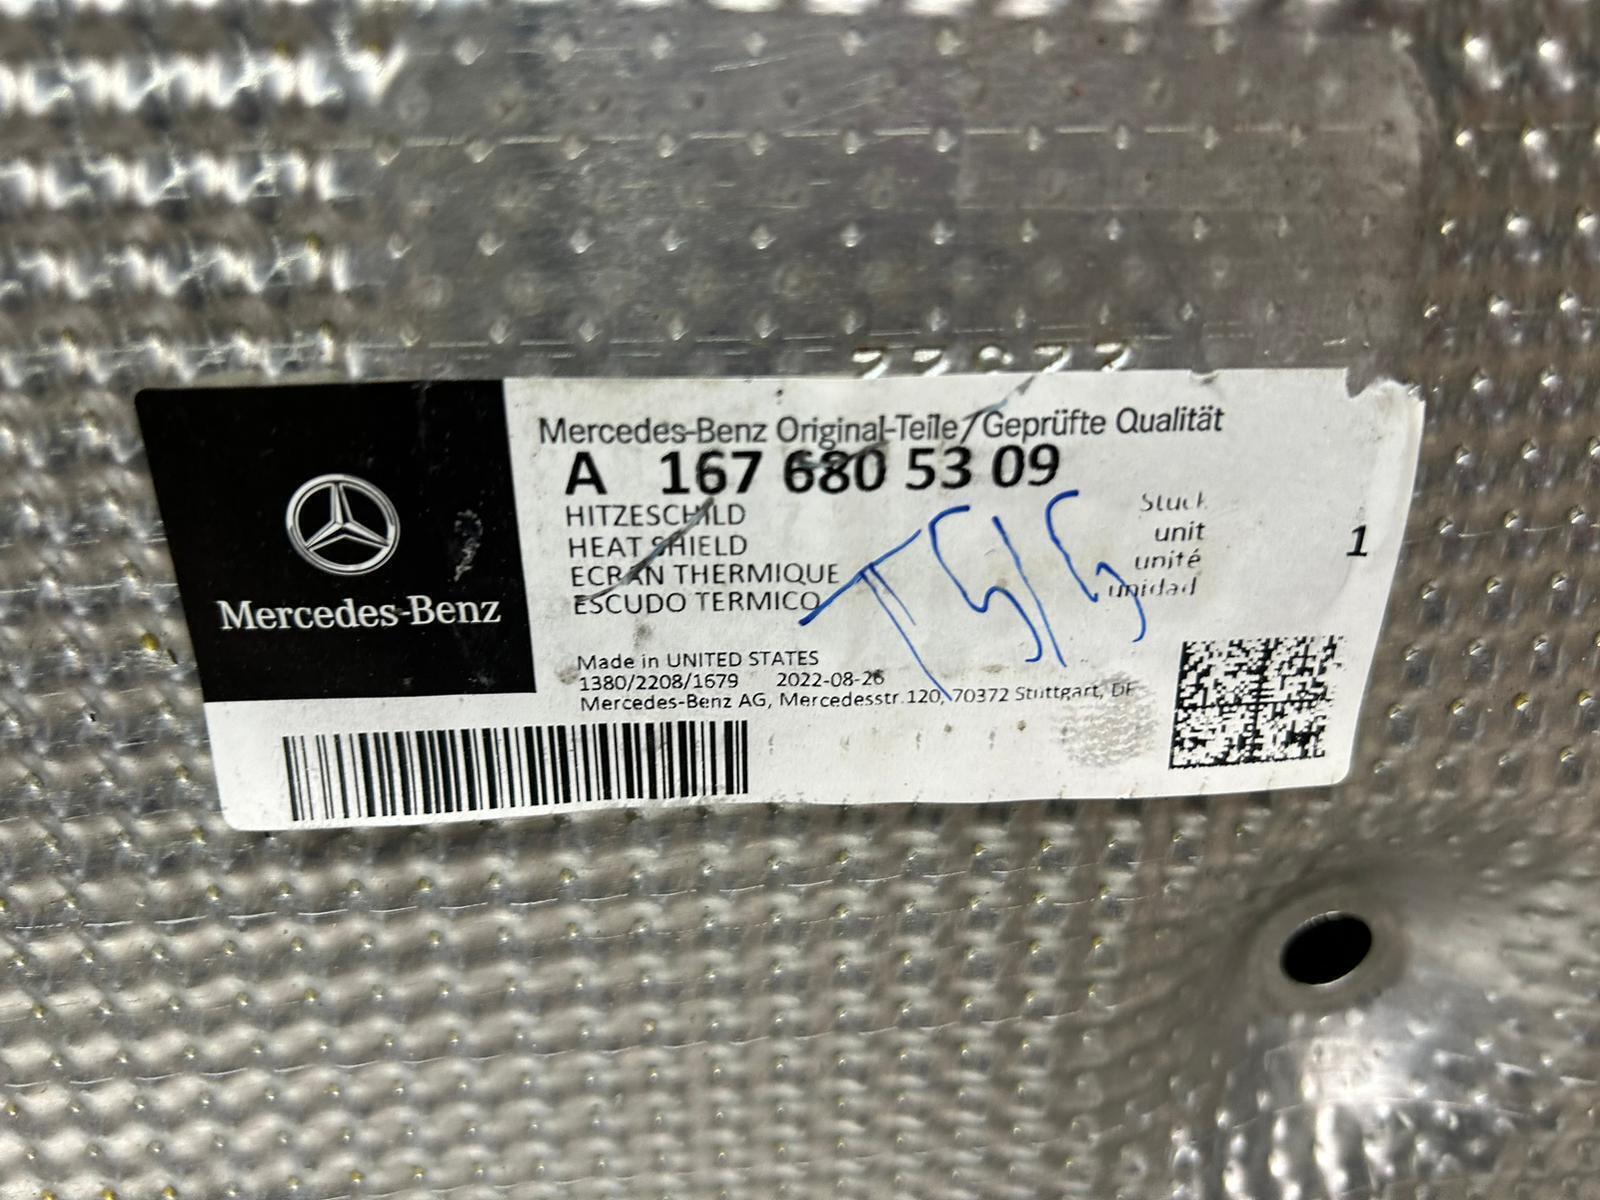 Mercedes-Benz
Mercedes-Benz Original-Teile/Geprüfte Qualität
A 167 680 53 09
HITZESCHILD
HEAT SHIELD
ECRAN THERMIQUE
ESCUDO TERMICO
Stück
unit
unité
unidad
1
Made in UNITED STATES
1380/2208/1679 2022-08-26
Mercedes-Benz AG, Mercedesstr.120, 70372 Stuttgart, DE